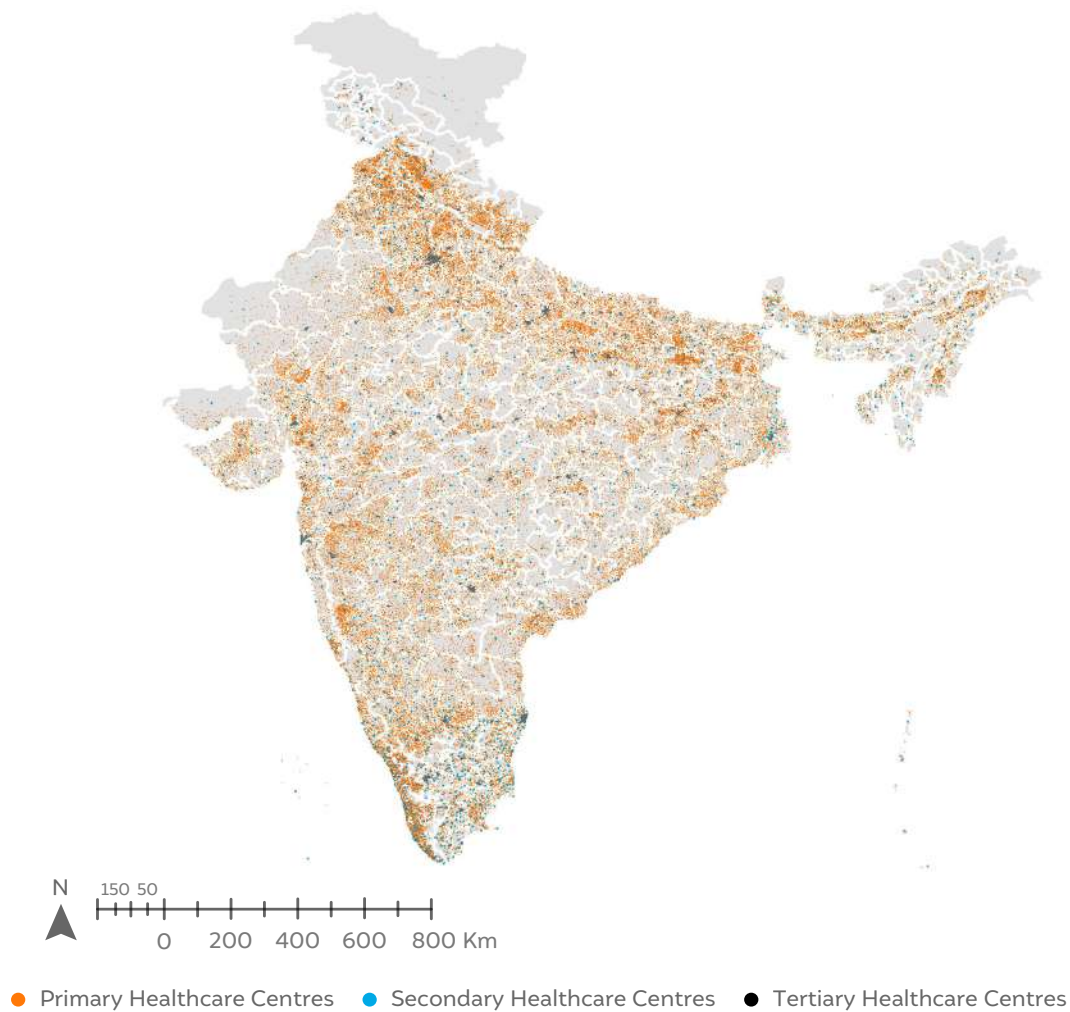 N
150 50
0 200 400 600 800 Km
Primary Healthcare Centres Secondary Healthcare Centres Tertiary Healthcare Centres